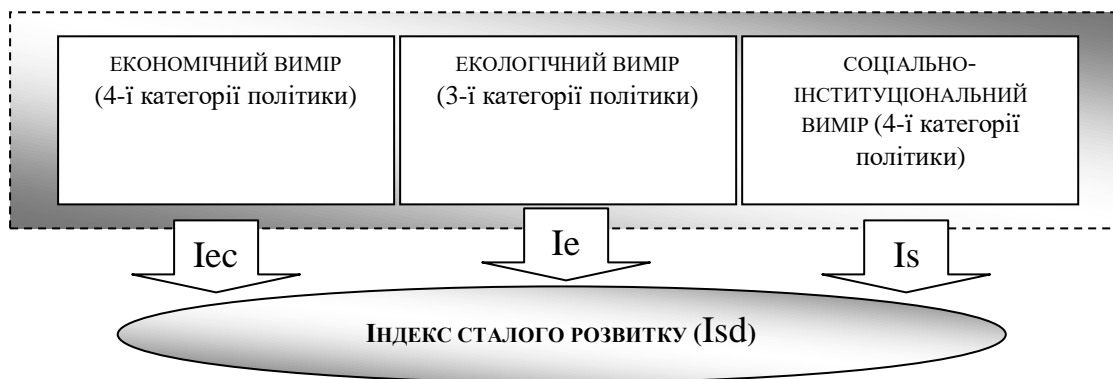 ЕКОНОМІЧНИЙ ВИМІР
(4-ї категорії політики)
ЕКОЛОГІЧНИЙ ВИМІР
(3-ї категорії політики)
СОЦІАЛЬНО-
ІНСТИТУЦІОНАЛЬНИЙ
ВИМІР (4-ї категорії
політики)
Iec
Ie
Is
ІНДЕКС СТАЛОГО РОЗВИТКУ (Isd)